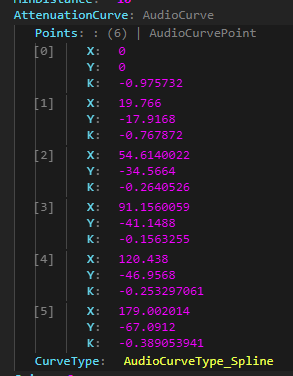 MinDistance: 10
AttenuationCurve: AudioCurve
Points: : (6) | AudioCurvePoint
[0] X: 0
Y: 0
K: -0.975732
[1] X: 19.766
Y: -17.9168
K: -0.767872
[2] X: 54.6140022
Y: -34.5664
K: -0.2640526
[3] X: 91.1560059
Y: -41.1488
K: -0.1563255
[4] X: 120.438
Y: -46.9568
K: -0.253297061
[5] X: 179.002014
Y: -67.0912
K: -0.389053941
CurveType: AudioCurveType_Spline